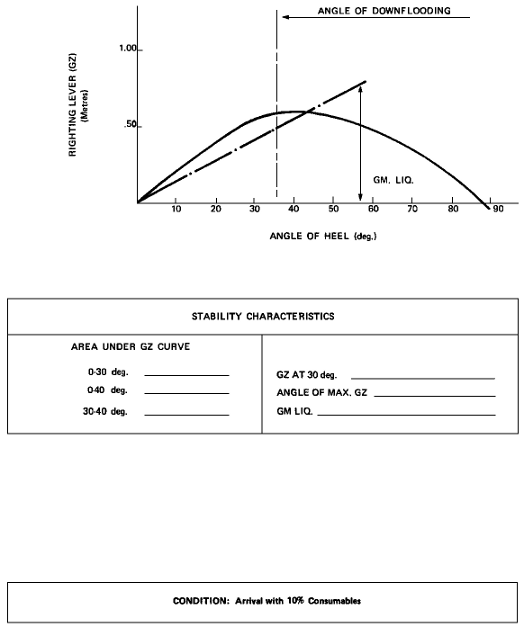 ANGLE OF DOWNFLOODING
1.00
RIGHTING LEVER (GZ)
(Metres)
.50
GM. LIQ.
10 20 30 40 50 60 70 80 90
ANGLE OF HEEL (deg.)
STABILITY CHARACTERISTICS
AREA UNDER GZ CURVE
0-30 deg.
0-40 deg.
30-40 deg.
GZ AT 30 deg.
ANGLE OF MAX. GZ
GM LIQ.
CONDITION: Arrival with 10% Consumables